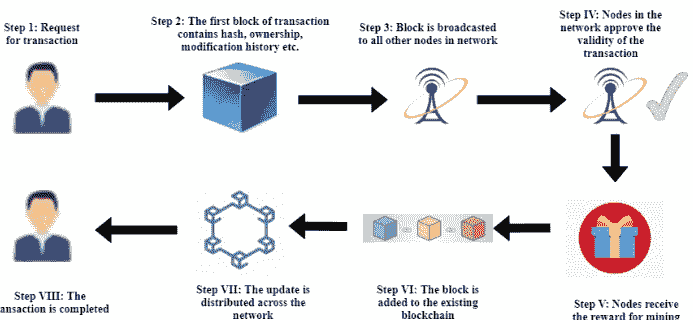 Step 1: Request
for transaction
Step 2: The first block of transaction
contains hash, ownership,
modification history etc.
Step 3: Block is broadcasted
to all other nodes in network
Step IV: Nodes in the
network approve the
validity of the
transaction
Step V: Nodes receive
the reward for mining
Step VI: The block is
added to the existing
blockchain
Step VII: The update is
distributed across the
network
Step VIII: The
ansaction is completed